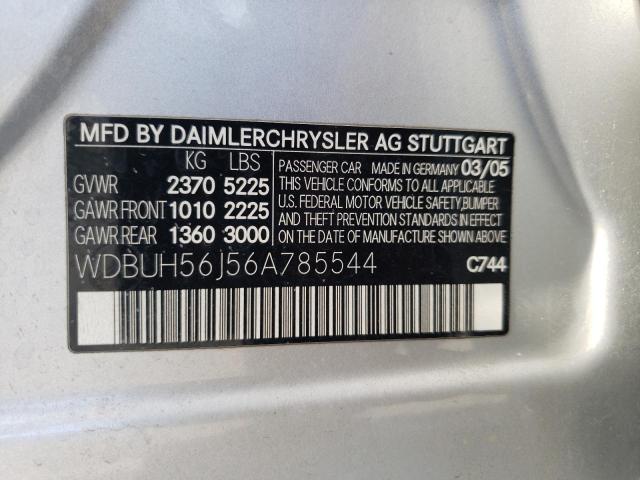 MFD BY DAIMLERCHRYSLER AG STUTTGART
KG LBS
GVWR 2370 5225
GAWR FRONT 1010 2225
GAWR REAR 1360 3000
PASSENGER CAR MADE IN GERMANY 03/05
THIS VEHICLE CONFORMS TO ALL APPLICABLE
U.S. FEDERAL MOTOR VEHICLE SAFETY,BUMPER
AND THEFT PREVENTION STANDARDS IN EFFECT
ON THE DATE OF MANUFACTURE SHOWN ABOVE.
WDBUH56J56A785544 C744